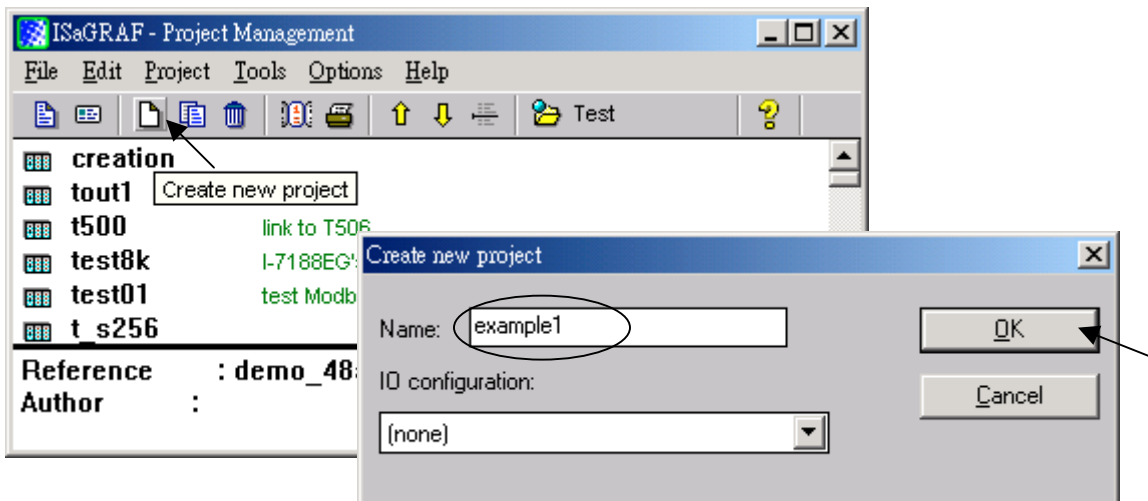 ISaGRAF - Project Management
File Edit Project Tools Options Help
Test
creation
tout1
Create new project
t500 link to T506
test8k I-7188EG's
test01 test Modb
t_s256
Reference : demo_48
Author :
Create new project
Name: example1
OK
IO configuration:
Cancel
(none)